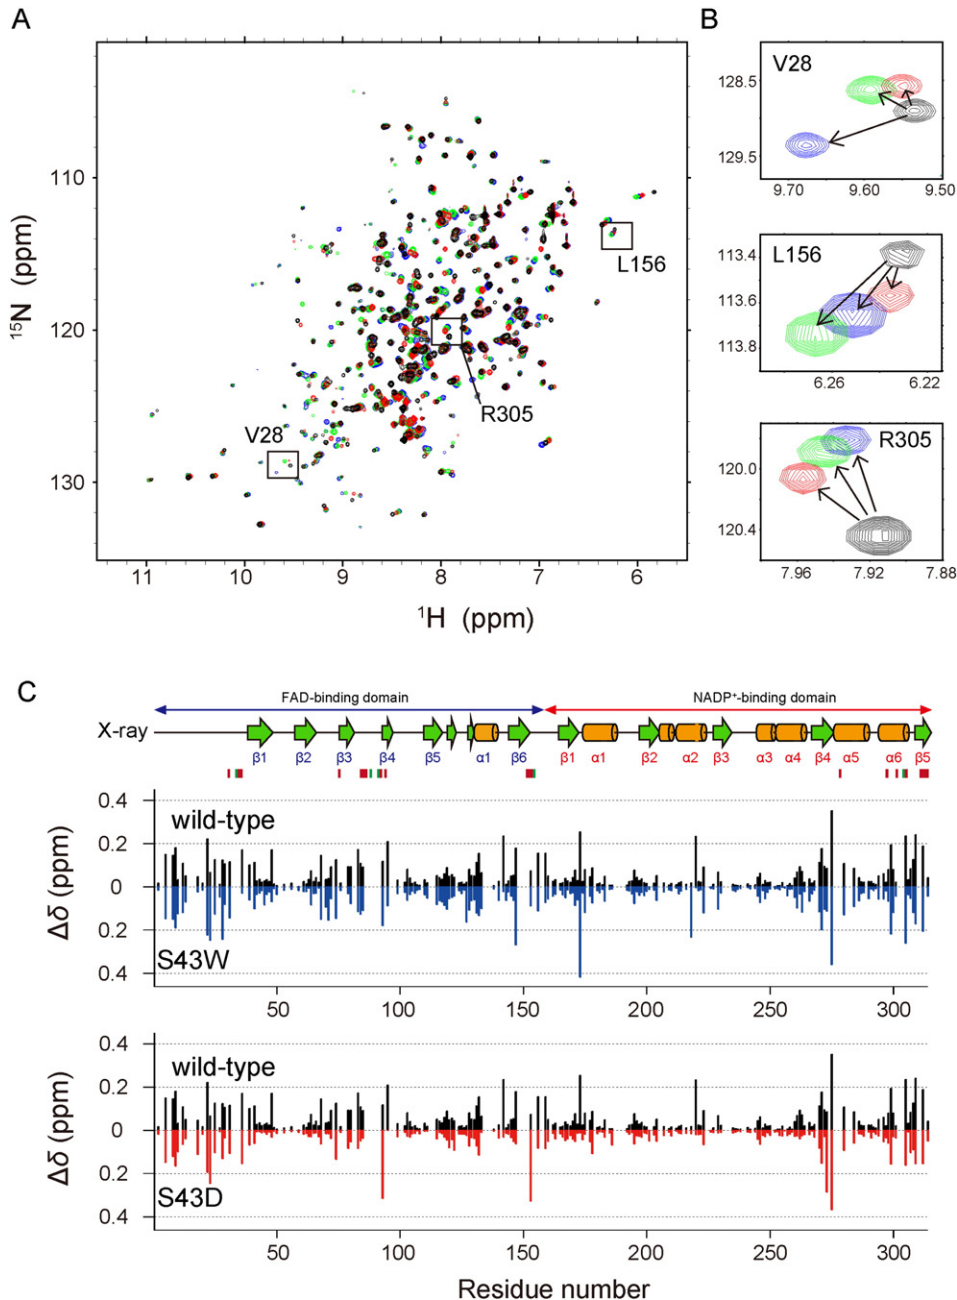 A
B
110
120
130
15N (ppm)
11
10
9
8
7
6
1H (ppm)
L156
R305
V28
V28
128.5
129.5
9.70
9.60
9.50
L156
113.4
113.6
113.8
6.26
6.22
R305
120.0
120.4
7.96
7.92
7.88
C
FAD-binding domain
NADP+-binding domain
X-ray
β1 β2 β3 β4 β5 α1 β6 β1 α1 β2 α2 β3 α3 α4 β4 α5 α6 β5
0.4
0.2
0
0.2
0.4
Δδ (ppm)
wild-type
S43W
50 100 150 200 250 300
0.4
0.2
0
0.2
0.4
Δδ (ppm)
wild-type
S43D
50 100 150 200 250 300
Residue number